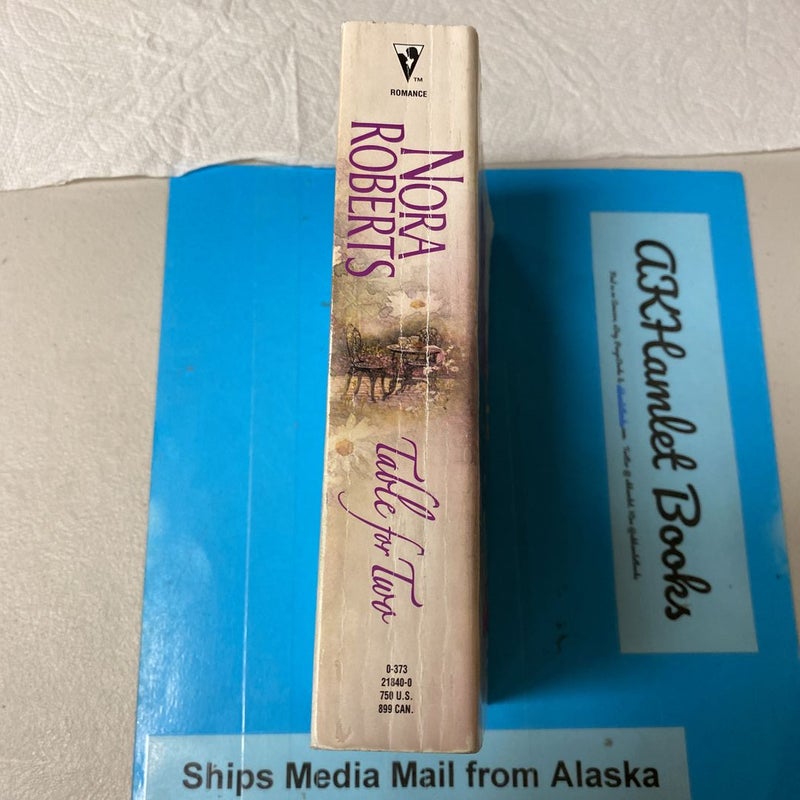 TM
ROMANCE
NORA
ROBERTS
Table for Two
0-373
21840-0
750 U.S.
899 CAN.
AKHamlet Books
Ships Media Mail from Alaska